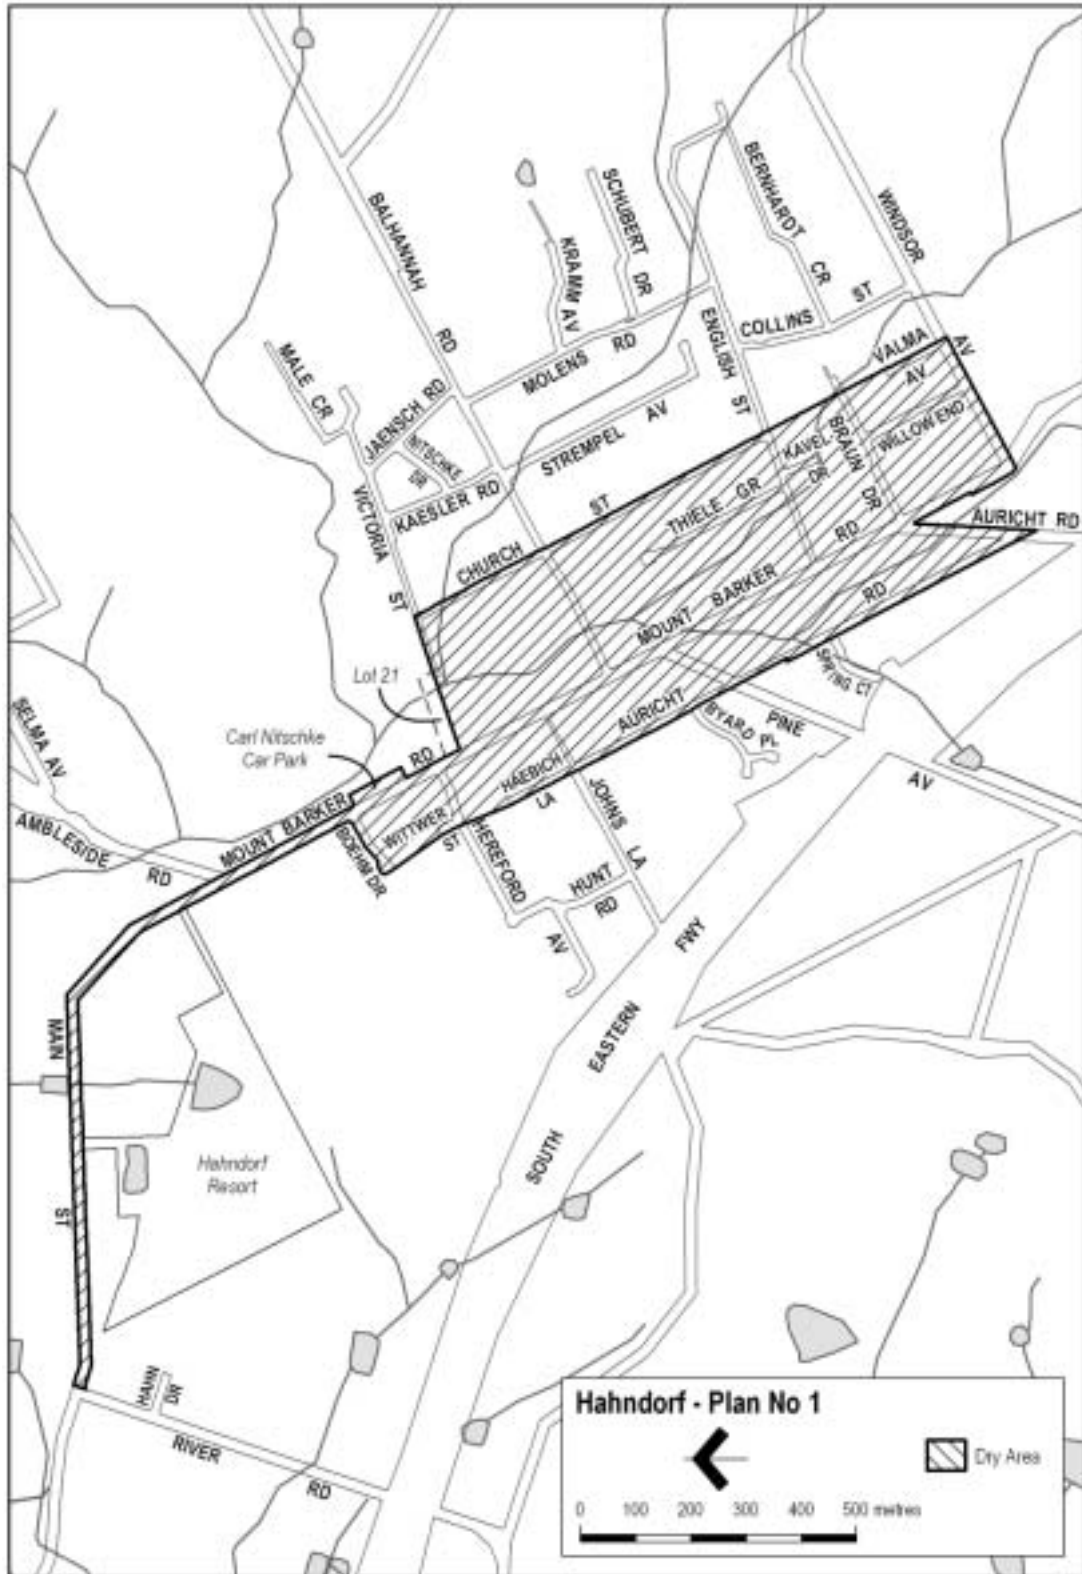 BALHANNAH
RD
SCHUBERT
DR
KRAMM
AV
BERNHARDT
CR
WINDSOR
AV
COLLINS
ST
ENGLISH
ST
MOLENS RD
MALE CR
JAENSCH RD
NITSCHKE
DR
STREMPEL AV
KAESLER RD
VICTORIA
ST
VALMA
AV
WILLOW END
KAVEL
DR
BRAUN
DR
THIELE GR
CHURCH
ST
AURICHT RD
MOUNT BARKER
RD
AURICHT
RD
SPRING CT
PINE
AV
BYARD PL
Lot 21
Carl Nitschke
Car Park
SELMA AV
AMBLESIDE
RD
MOUNT BARKER
RD
BOEHM DR
WITTWER
ST
HAEBICH
LA
JOHNS
LA
HEREFORD
AV
HUNT
RD
SOUTH
EASTERN
FWY
MAIN
ST
Hahndorf
Resort
HAHN
DR
RIVER
RD
Hahndorf - Plan No 1
Dry Area
0 100 200 300 400 500 metres